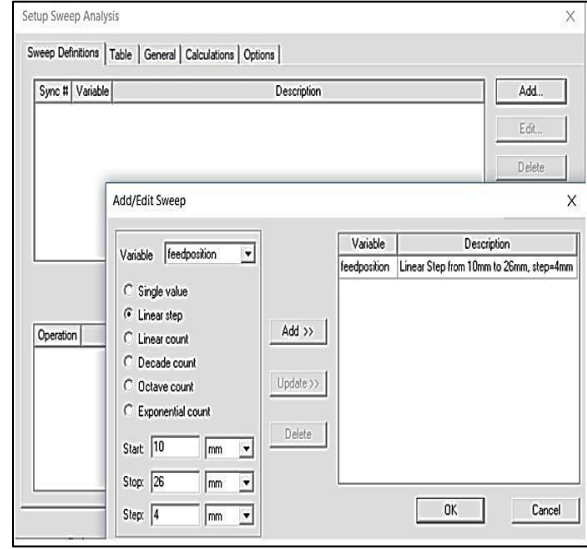 Setup Sweep Analysis X
Sweep Definitions Table General Calculations Options
Sync # Variable Description
Add...
Edit...
Delete
Operation
Add/Edit Sweep X
Variable feedposition
Single value
Linear step
Linear count
Decade count
Octave count
Exponential count
Start: 10 mm
Stop: 26 mm
Step: 4 mm
Add >>
Update >>
Delete
Variable Description
feedposition Linear Step from 10mm to 26mm, step=4mm
OK Cancel